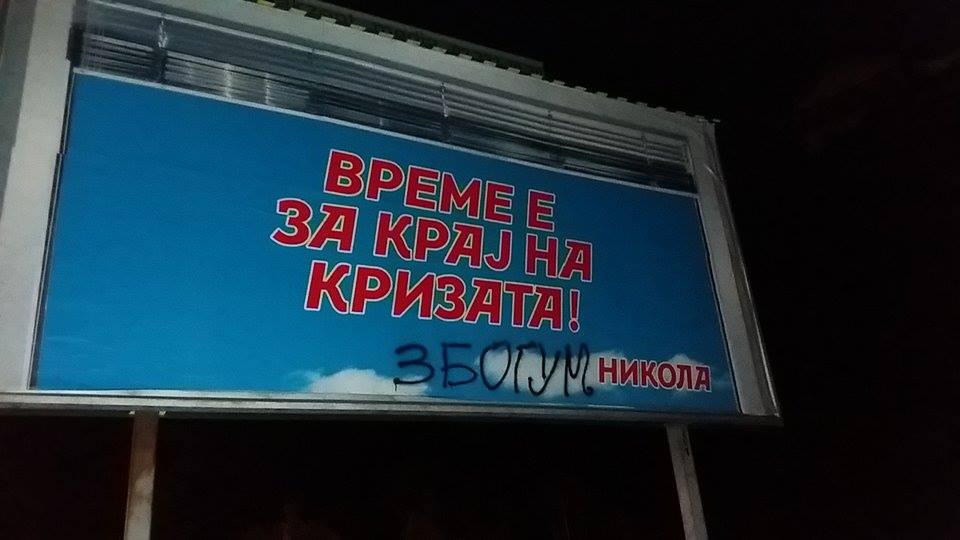 ВРЕМЕ Е
ЗА КРАЈ НА
КРИЗАТА!
ЗБОГУМ НИКОЛА